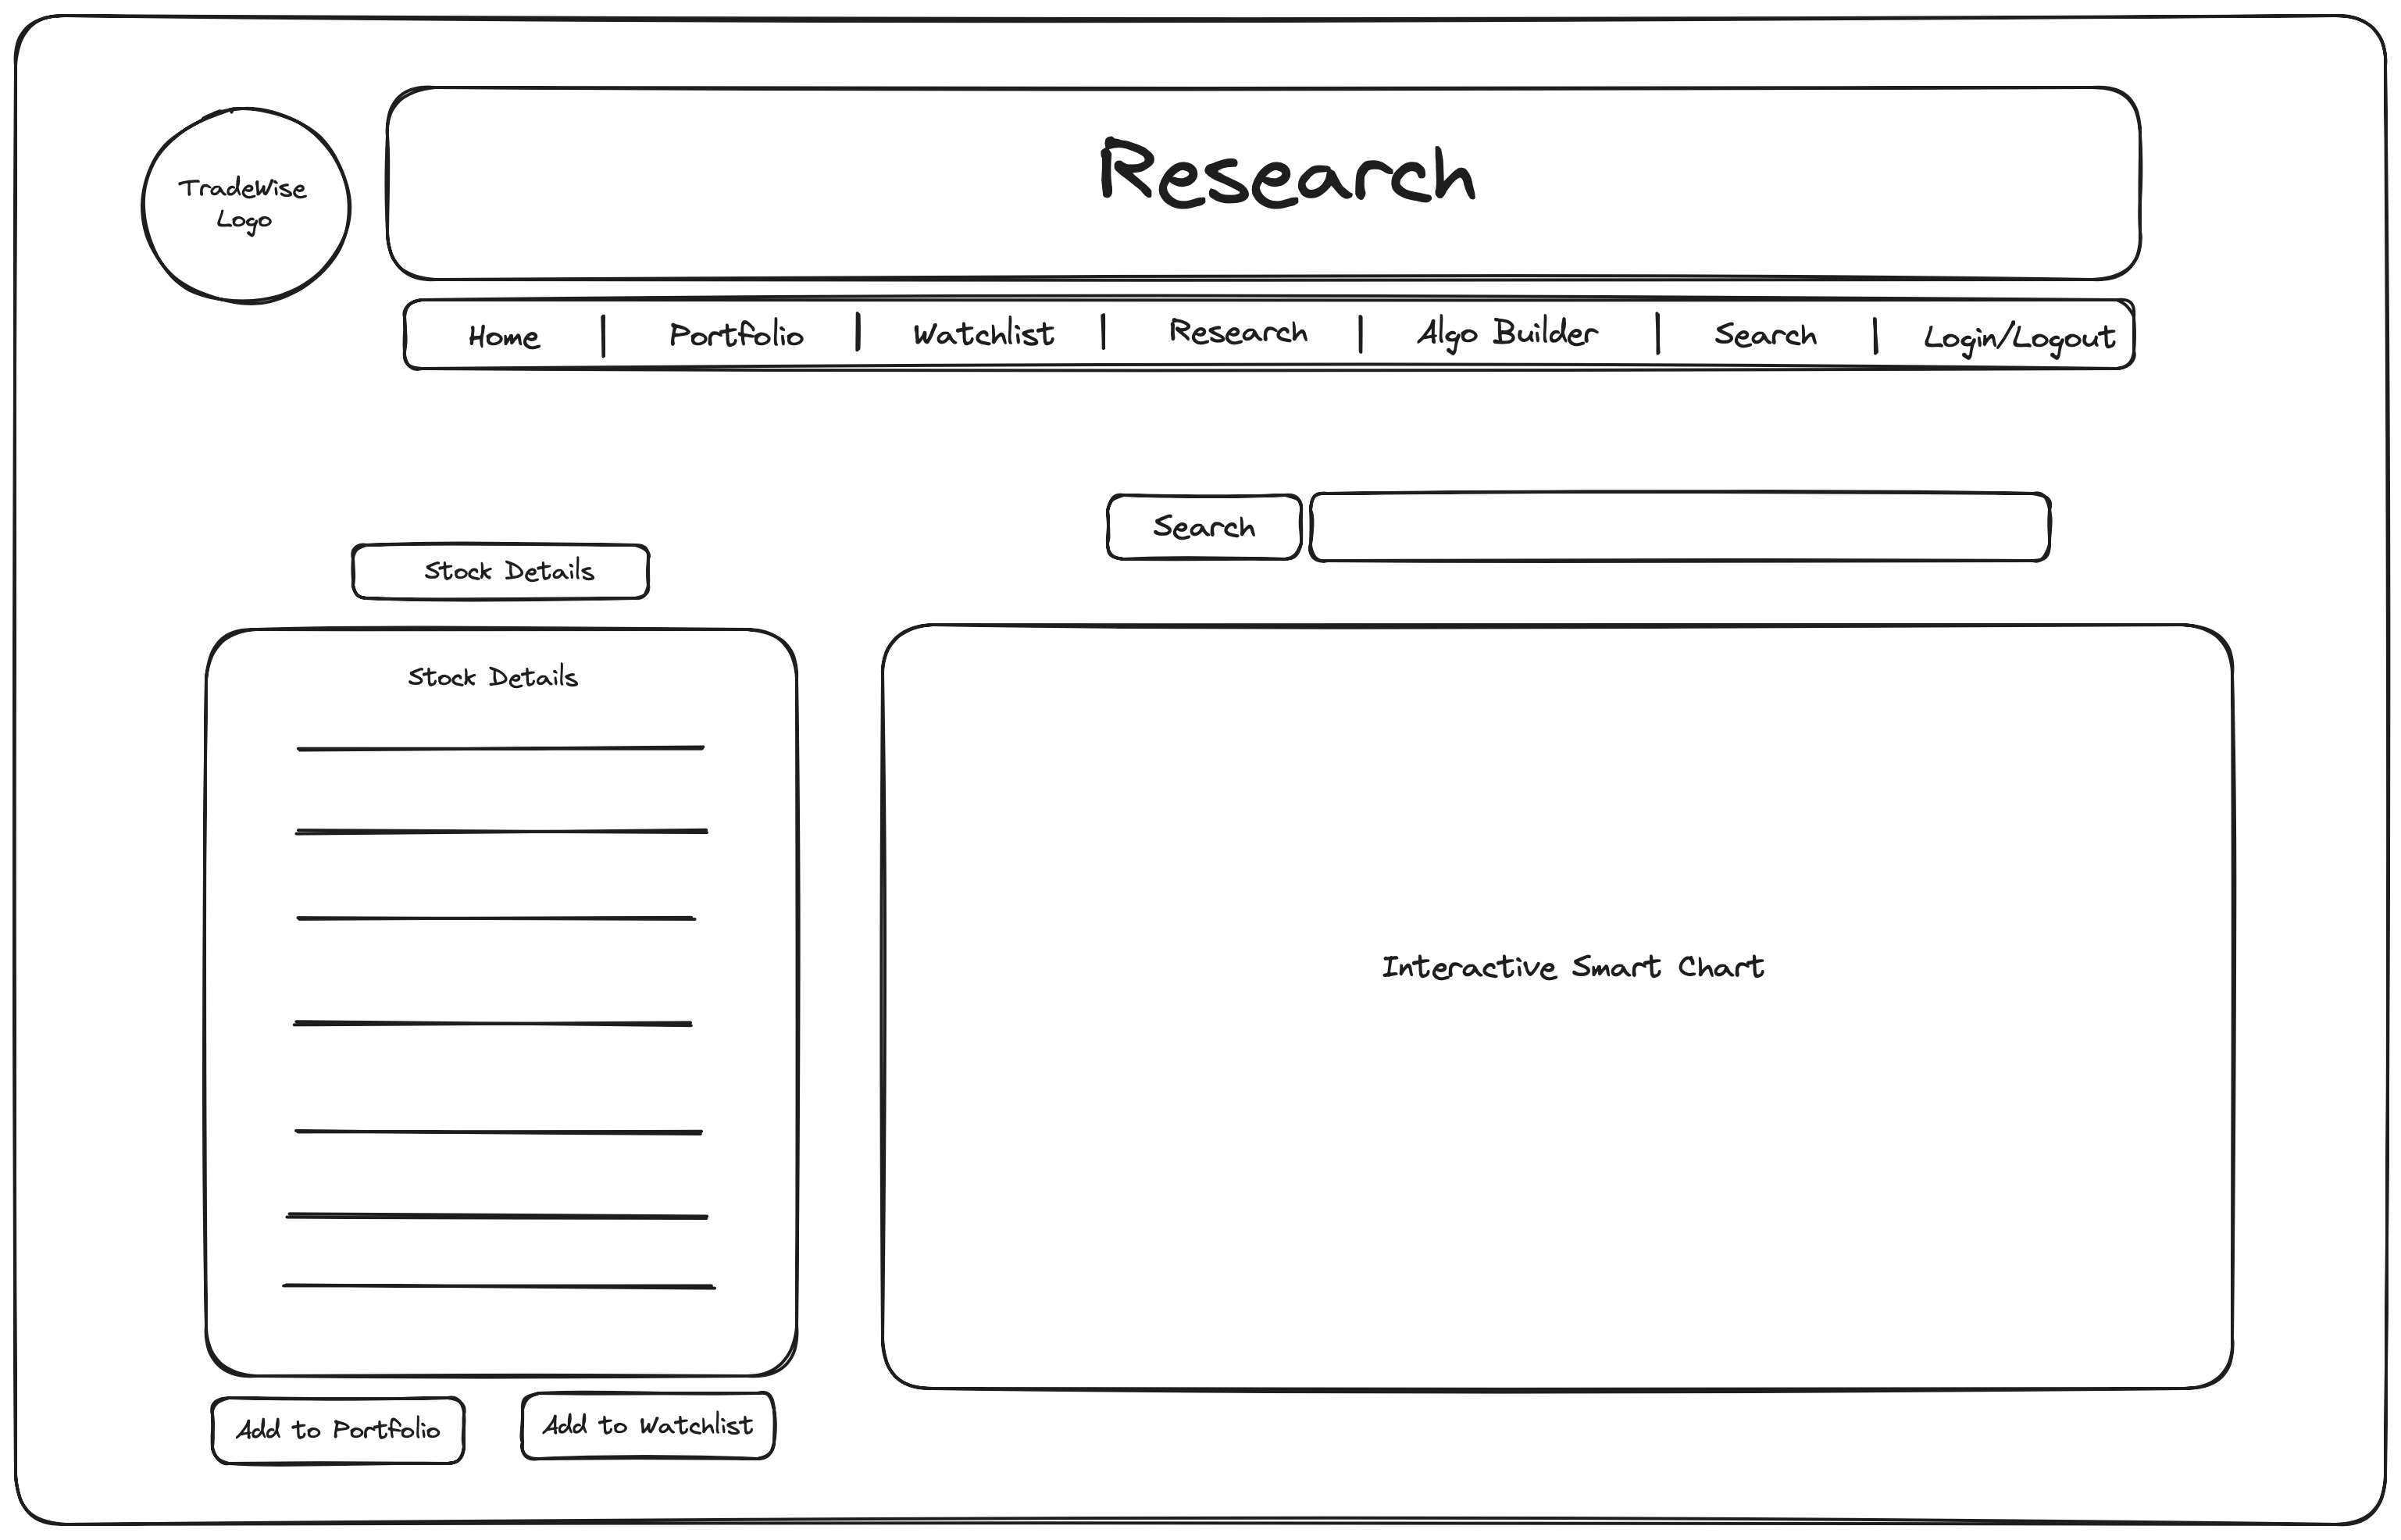 TradeWise
Logo
Research
Home | Portfolio | Watchlist | Research | Algo Builder | Search | Login/Logout
Search
Stock Details
Stock Details
Interactive Smart Chart
Add to Portfolio
Add to Watchlist